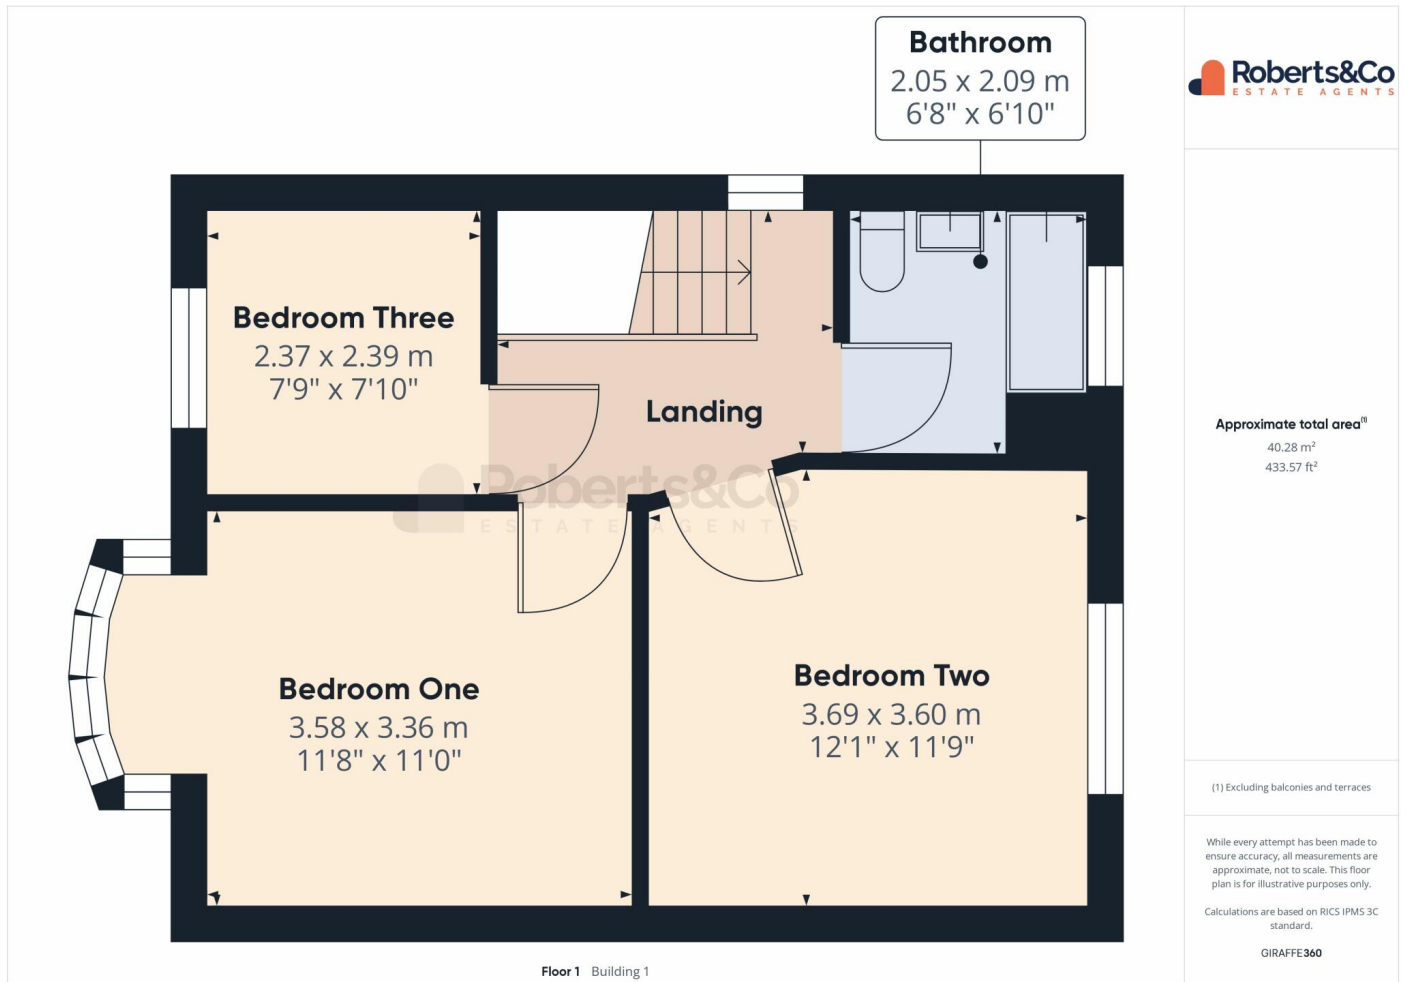 Bathroom
2.05 x 2.09 m
6'8" x 6'10"
Roberts&Co
ESTATE AGENTS
Bedroom Three
2.37 x 2.39 m
7'9" x 7'10"
Landing
Roberts&Co
ESTATE AGENTS
Bedroom One
3.58 x 3.36 m
11'8" x 11'0"
Bedroom Two
3.69 x 3.60 m
12'1" x 11'9"
Approximate total area(1)
40.28 m²
433.57 ft²
(1) Excluding balconies and terraces
While every attempt has been made to
ensure accuracy, all measurements are
approximate, not to scale. This floor
plan is for illustrative purposes only.
Calculations are based on RICS IPMS 3C
standard.
GIRAFFE360
Floor 1 Building 1